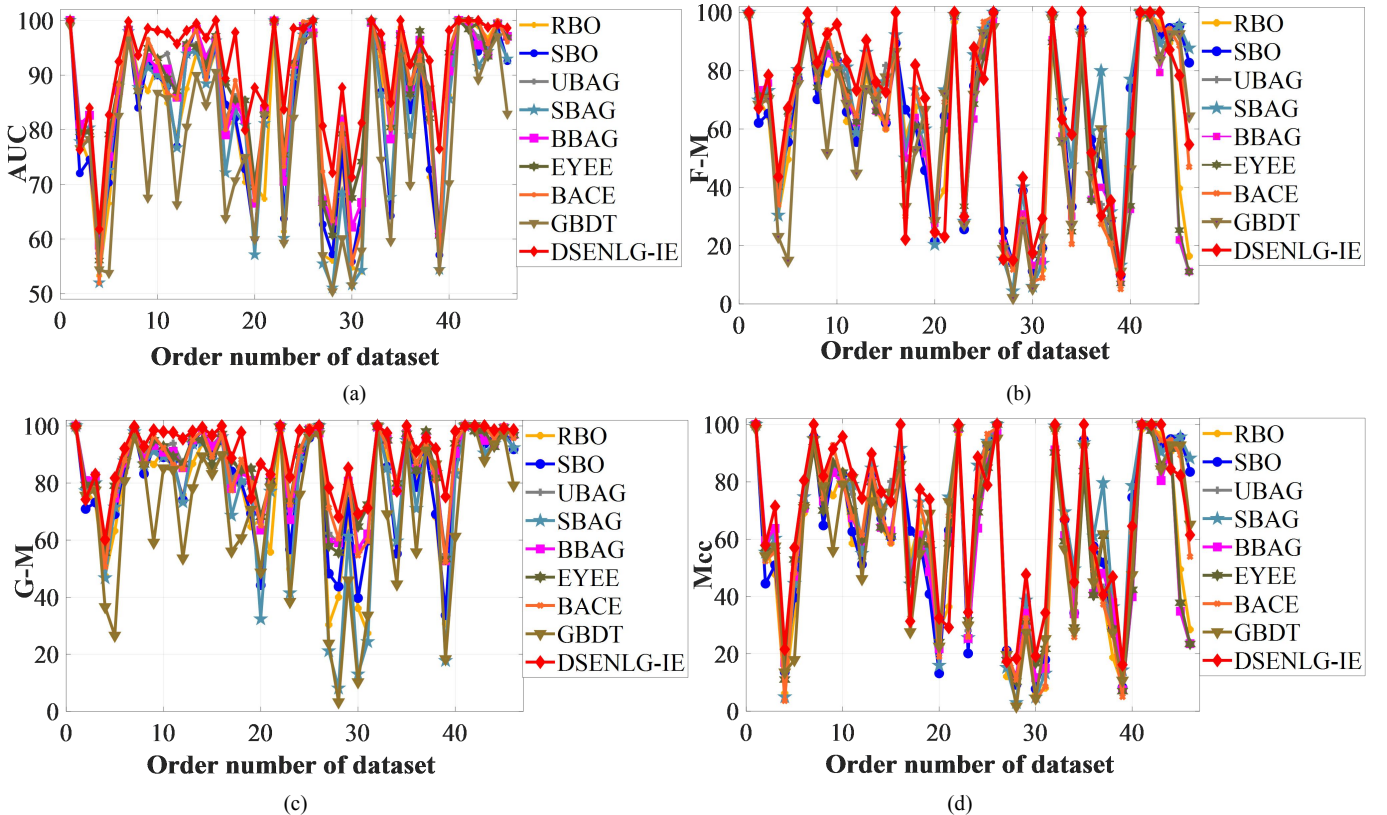 100
90
80
70
60
50
AUC
0
10
20
30
40
Order number of dataset
RBO
SBO
UBAG
SBAG
BBAG
EYEE
BACE
GBDT
DSENLG-IE
(a)
100
80
60
40
20
0
F-M
0
10
20
30
40
Order number of dataset
RBO
SBO
UBAG
SBAG
BBAG
EYEE
BACE
GBDT
DSENLG-IE
(b)
100
80
60
40
20
0
G-M
0
10
20
30
40
Order number of dataset
RBO
SBO
UBAG
SBAG
BBAG
EYEE
BACE
GBDT
DSENLG-IE
(c)
100
80
60
40
20
0
Mcc
0
10
20
30
40
Order number of dataset
RBO
SBO
UBAG
SBAG
BBAG
EYEE
BACE
GBDT
DSENLG-IE
(d)